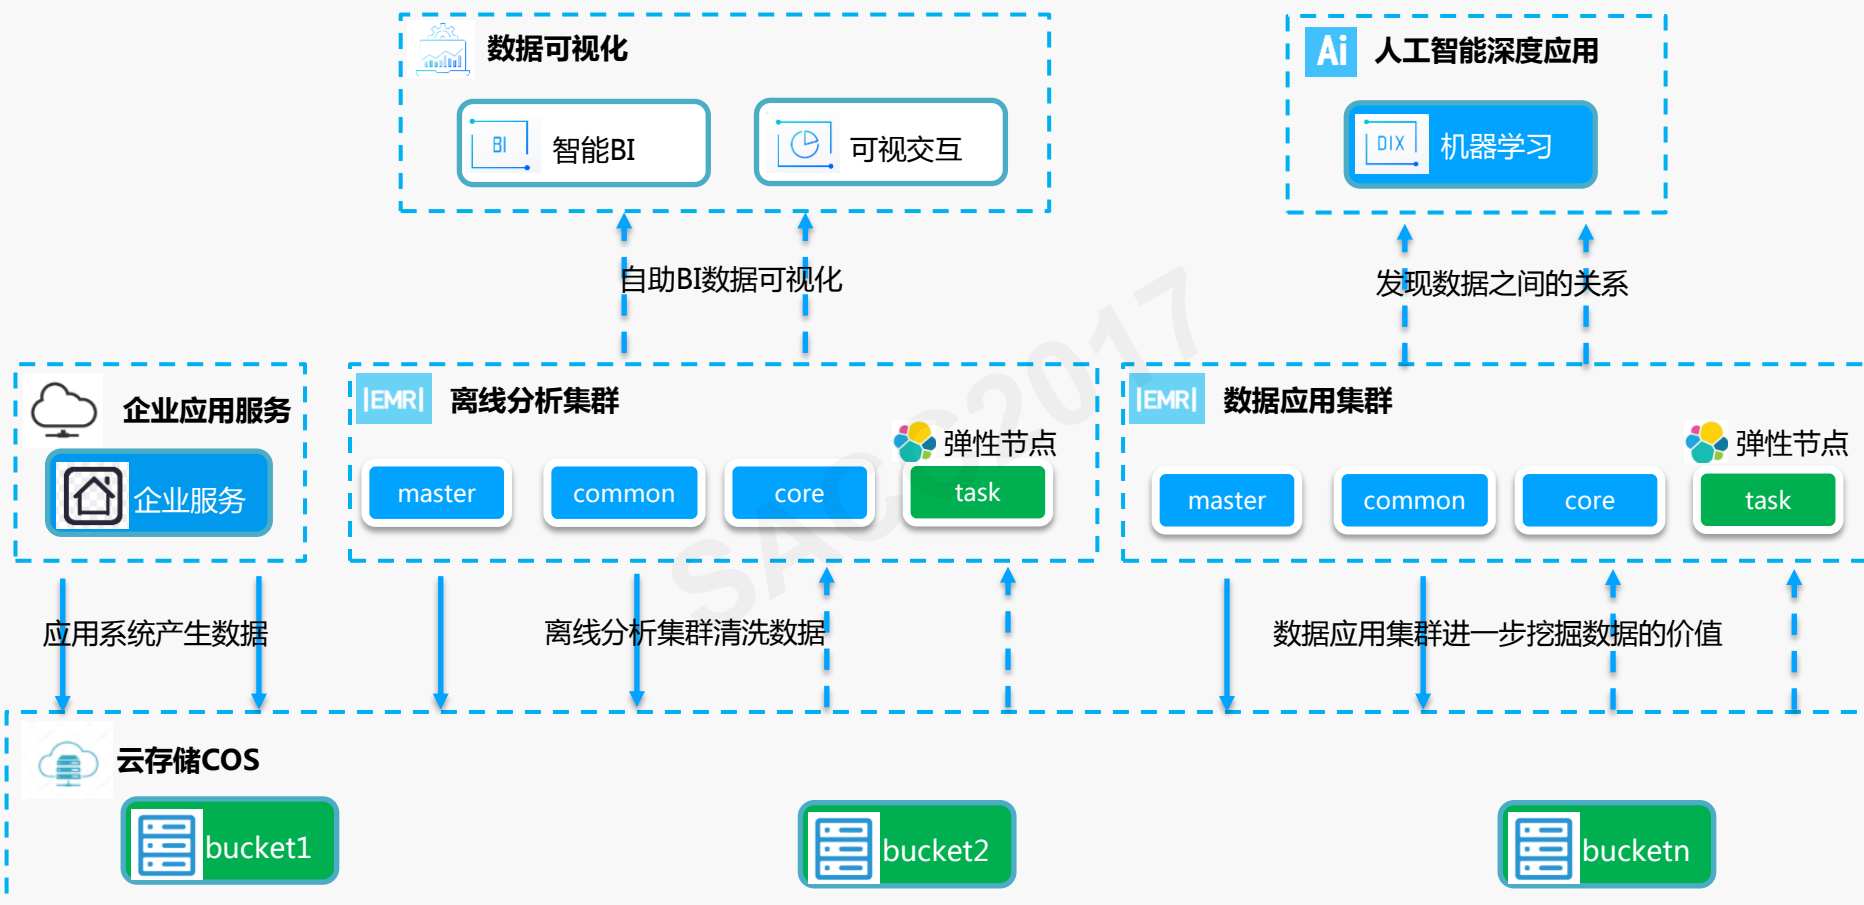 数据可视化
Ai 人工智能深度应用
BI 智能BI
可视交互
DIX 机器学习
自助BI数据可视化
发现数据之间的关系
企业应用服务
企业服务
EMR 离线分析集群
弹性节点
master
common
core
task
EMR 数据应用集群
弹性节点
master
common
core
task
SACC2017
应用系统产生数据
离线分析集群清洗数据
数据应用集群进一步挖掘数据的价值
云存储COS
bucket1
bucket2
bucketn